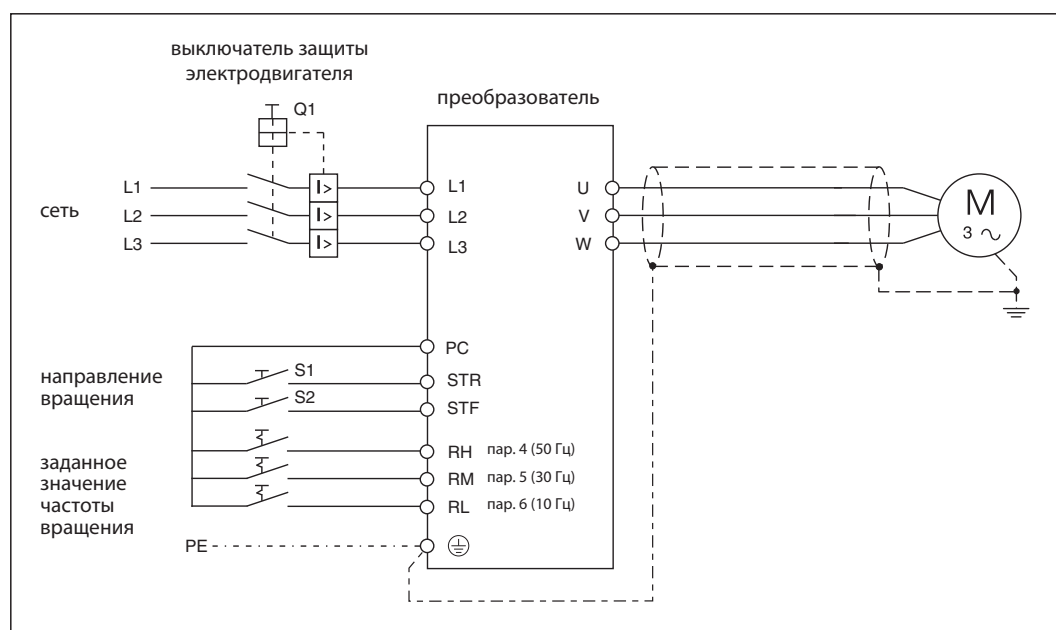 выключатель защиты
электродвигателя
Q1
преобразователь
сеть
L1
L2
L3
I>
I>
I>
L1
L2
L3
U
V
W
M
3 ∿
PC
направление
вращения
S1
STR
S2
STF
заданное
значение
частоты
вращения
RH пар. 4 (50 Гц)
RM пар. 5 (30 Гц)
RL пар. 6 (10 Гц)
PE